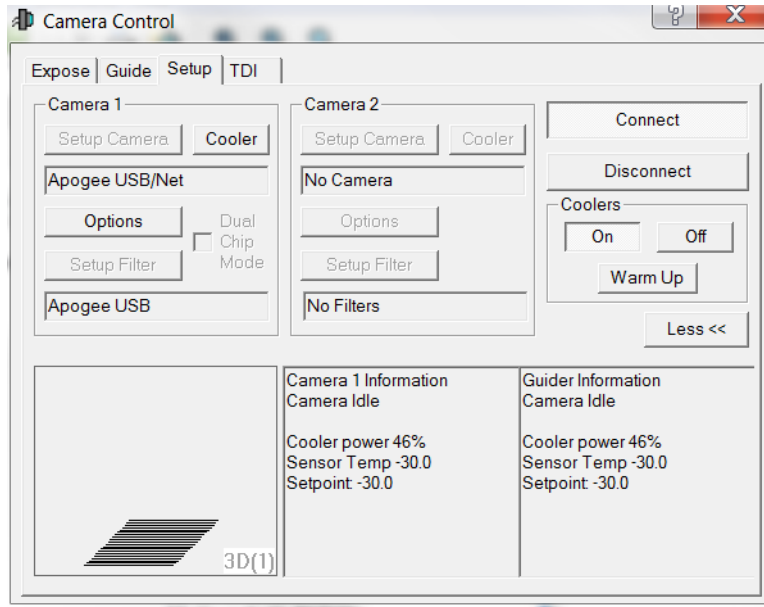 Camera Control
?
X
Expose Guide Setup TDI
Camera 1
Setup Camera Cooler
Apogee USB/Net
Options
Dual
Chip
Mode
Setup Filter
Apogee USB
Camera 2
Setup Camera Cooler
No Camera
Options
Setup Filter
No Filters
Connect
Disconnect
Coolers
On Off
Warm Up
Less <<
3D(1)
Camera 1 Information
Camera Idle
Cooler power 46%
Sensor Temp -30.0
Setpoint: -30.0
Guider Information
Camera Idle
Cooler power 46%
Sensor Temp -30.0
Setpoint: -30.0